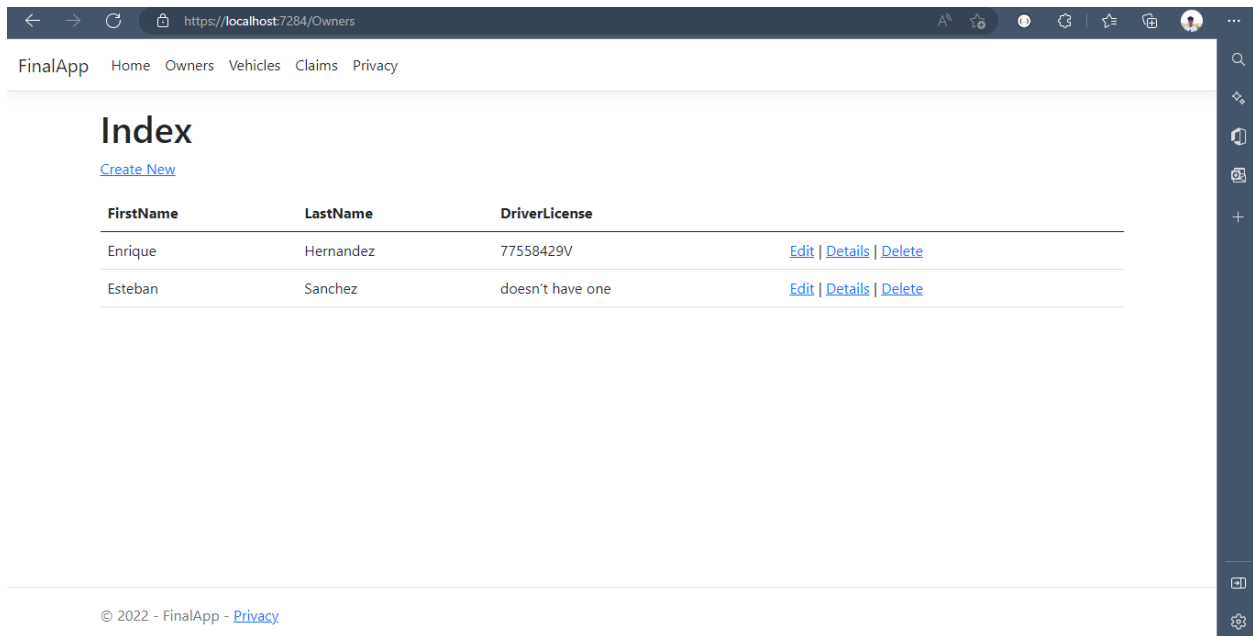 https://localhost:7284/Owners
FinalApp Home Owners Vehicles Claims Privacy
Index
Create New
FirstName LastName DriverLicense
Enrique Hernandez 77558429V Edit | Details | Delete
Esteban Sanchez doesn't have one Edit | Details | Delete
© 2022 - FinalApp - Privacy